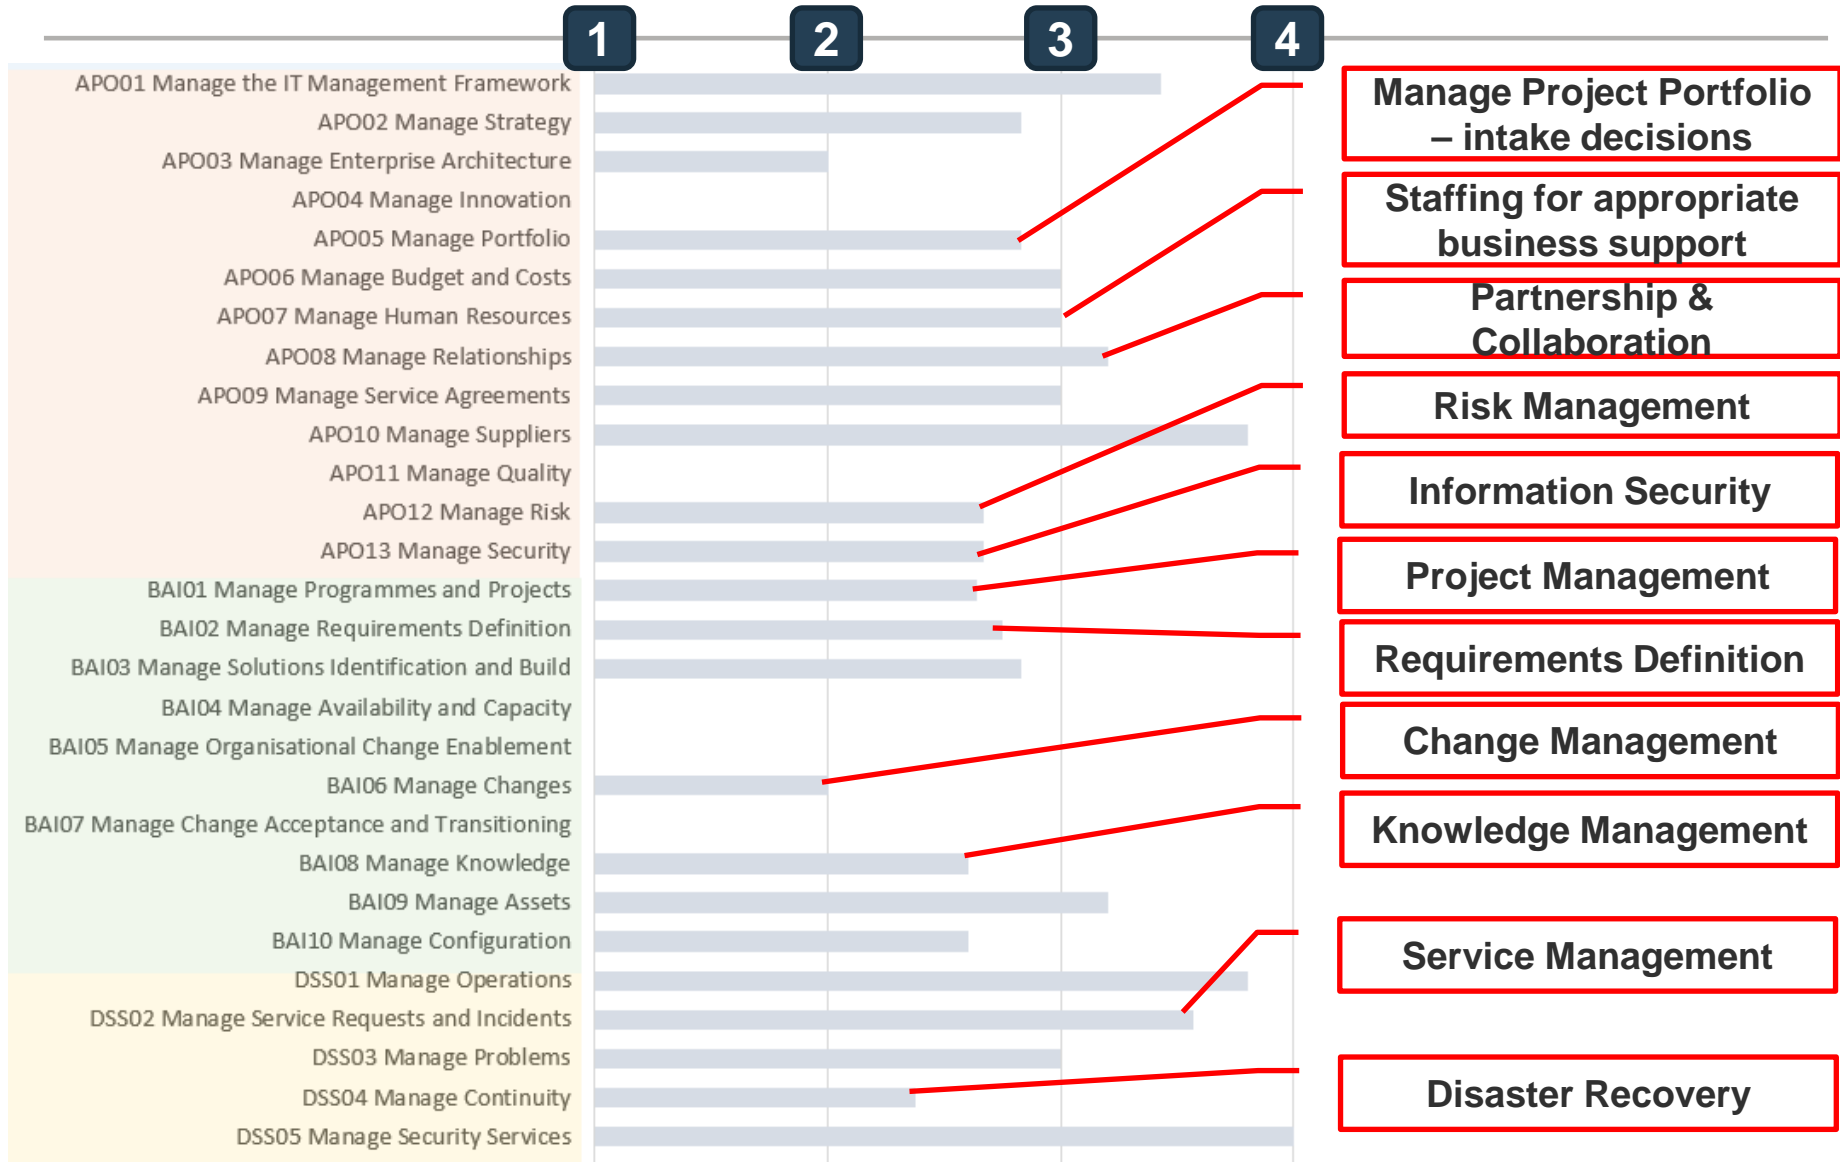 1 2 3 4
APO01 Manage the IT Management Framework
APO02 Manage Strategy
APO03 Manage Enterprise Architecture
APO04 Manage Innovation
APO05 Manage Portfolio
APO06 Manage Budget and Costs
APO07 Manage Human Resources
APO08 Manage Relationships
APO09 Manage Service Agreements
APO10 Manage Suppliers
APO11 Manage Quality
APO12 Manage Risk
APO13 Manage Security
BAI01 Manage Programmes and Projects
BAI02 Manage Requirements Definition
BAI03 Manage Solutions Identification and Build
BAI04 Manage Availability and Capacity
BAI05 Manage Organisational Change Enablement
BAI06 Manage Changes
BAI07 Manage Change Acceptance and Transitioning
BAI08 Manage Knowledge
BAI09 Manage Assets
BAI10 Manage Configuration
DSS01 Manage Operations
DSS02 Manage Service Requests and Incidents
DSS03 Manage Problems
DSS04 Manage Continuity
DSS05 Manage Security Services
Manage Project Portfolio
– intake decisions
Staffing for appropriate
business support
Partnership &
Collaboration
Risk Management
Information Security
Project Management
Requirements Definition
Change Management
Knowledge Management
Service Management
Disaster Recovery